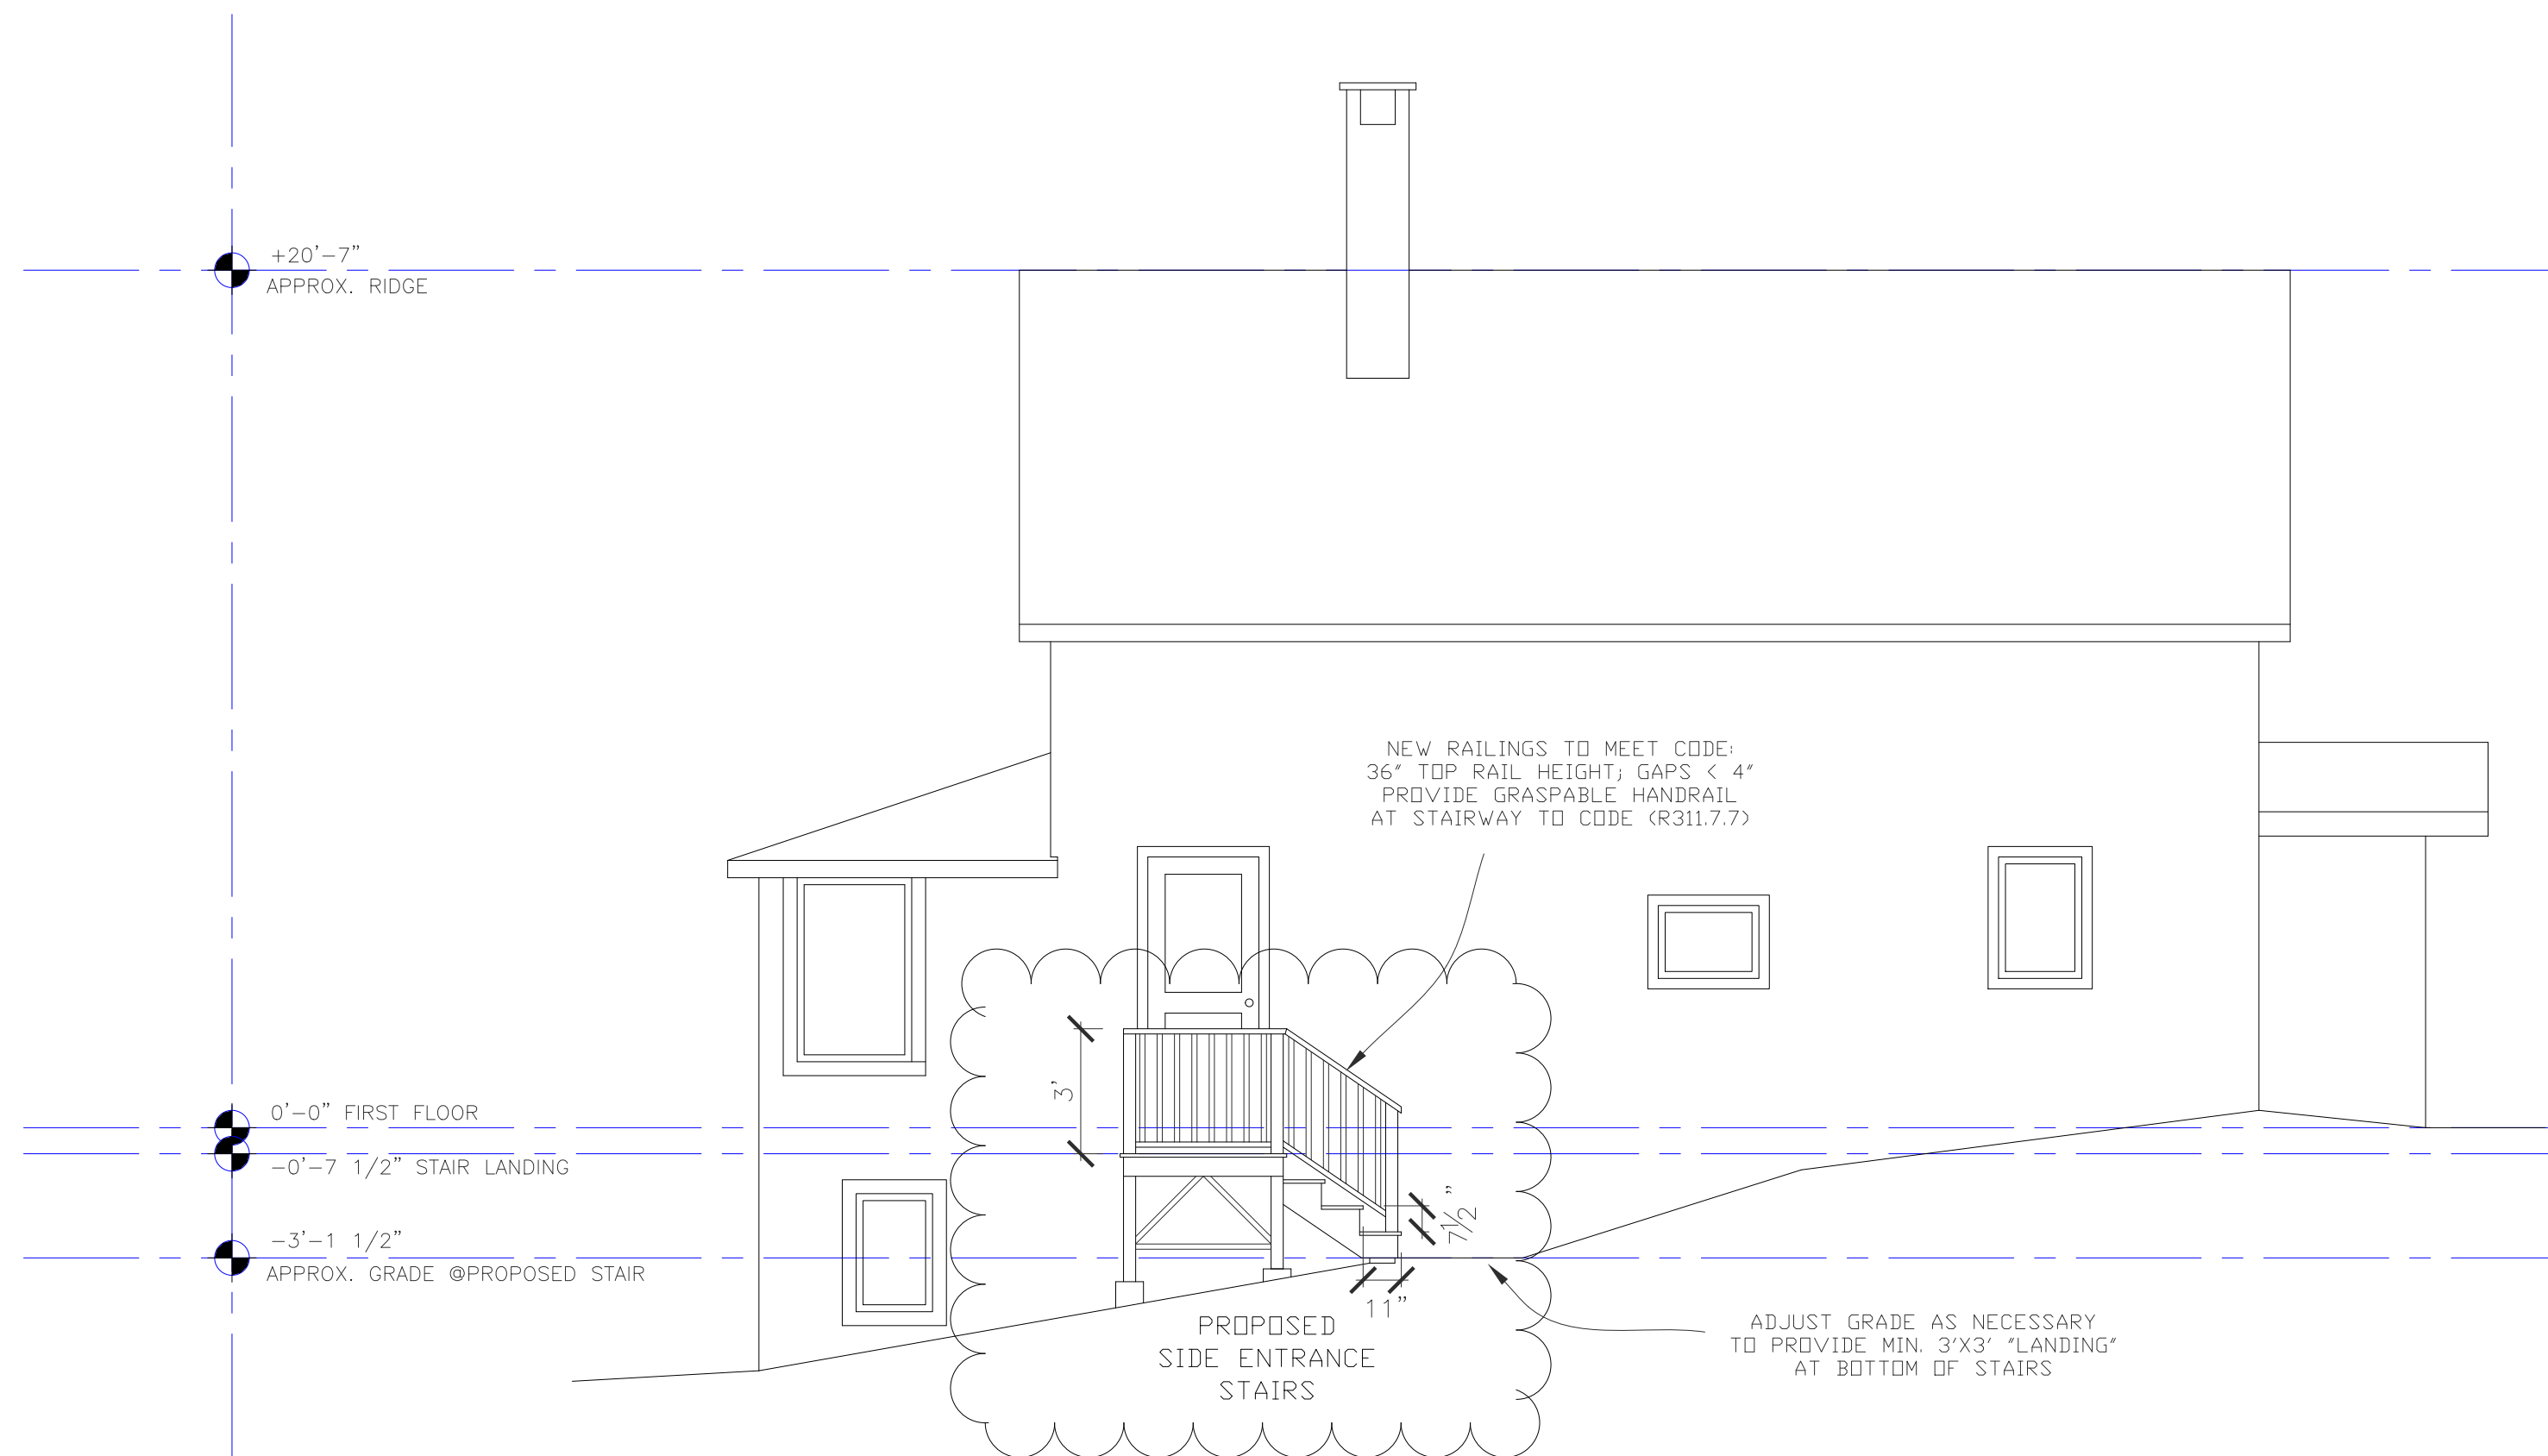 +20'-7"
APPROX. RIDGE
NEW RAILINGS TO MEET CODE:
36" TOP RAIL HEIGHT; GAPS < 4"
PROVIDE GRASPABLE HANDRAIL
AT STAIRWAY TO CODE (R311.7.7)
3'
0'-0" FIRST FLOOR
-0'-7 1/2" STAIR LANDING
7 1/2"
-3'-1 1/2"
APPROX. GRADE @PROPOSED STAIR
11"
PROPOSED
SIDE ENTRANCE
STAIRS
ADJUST GRADE AS NECESSARY
TO PROVIDE MIN. 3'X3' "LANDING"
AT BOTTOM OF STAIRS